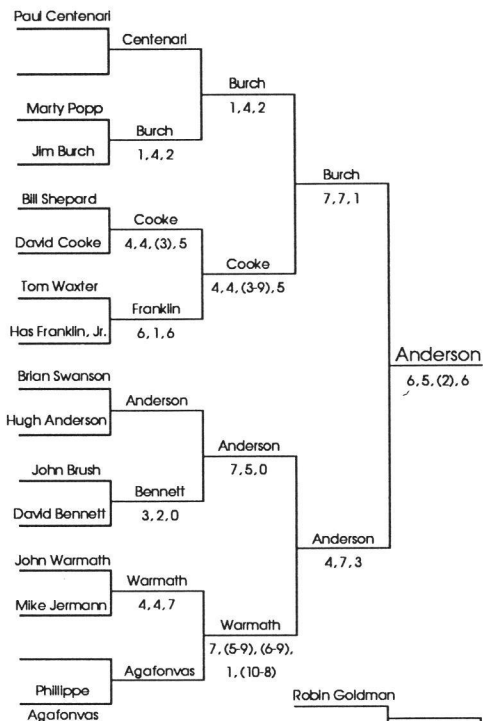 Paul Centenari
Centenari
Burch
1, 4, 2
Marty Popp
Burch
1, 4, 2
Jim Burch
Burch
7, 7, 1
Bill Shepard
Cooke
4, 4, (3), 5
David Cooke
Cooke
4, 4, (3-9), 5
Tom Waxter
Franklin
6, 1, 6
Has Franklin, Jr.
Anderson
6, 5, (2), 6
Brian Swanson
Anderson
Hugh Anderson
Anderson
7, 5, 0
John Brush
Bennett
3, 2, 0
David Bennett
Anderson
4, 7, 3
John Warmath
Warmath
4, 4, 7
Mike Jermann
Warmath
7, (5-9), (6-9),
1, (10-8)
Agafonvas
Phillippe
Agafonvas
Robin Goldman